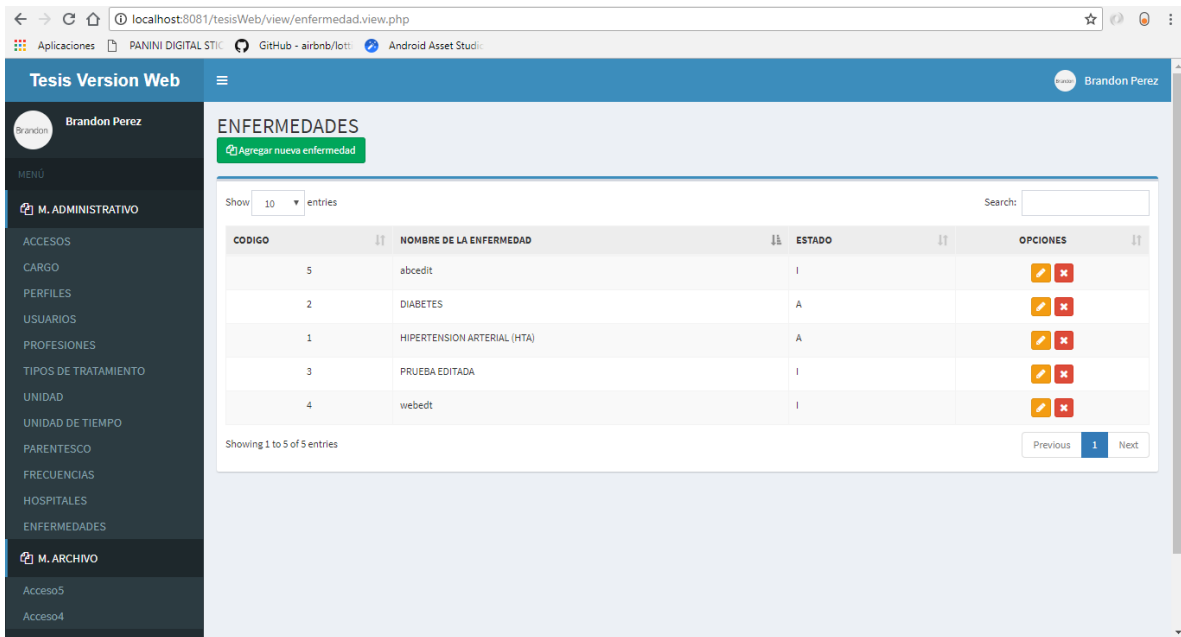 localhost:8081/tesisWeb/view/enfermedad.view.php
Aplicaciones PANINI DIGITAL STIC GitHub - airbnb/lott Android Asset Studio
Tesis Version Web
Brandon Perez
Brandon
Brandon Perez
MENÚ
M. ADMINISTRATIVO
ACCESOS
CARGO
PERFILES
USUARIOS
PROFESIONES
TIPOS DE TRATAMIENTO
UNIDAD
UNIDAD DE TIEMPO
PARENTESCO
FRECUENCIAS
HOSPITALES
ENFERMEDADES
M. ARCHIVO
Acceso5
Acceso4
ENFERMEDADES
Agregar nueva enfermedad
Show 10 entries
Search:
CODIGO NOMBRE DE LA ENFERMEDAD ESTADO OPCIONES
5 abcedit I
2 DIABETES A
1 HIPERTENSION ARTERIAL (HTA) A
3 PRUEBA EDITADA I
4 webedt I
Showing 1 to 5 of 5 entries
Previous 1 Next